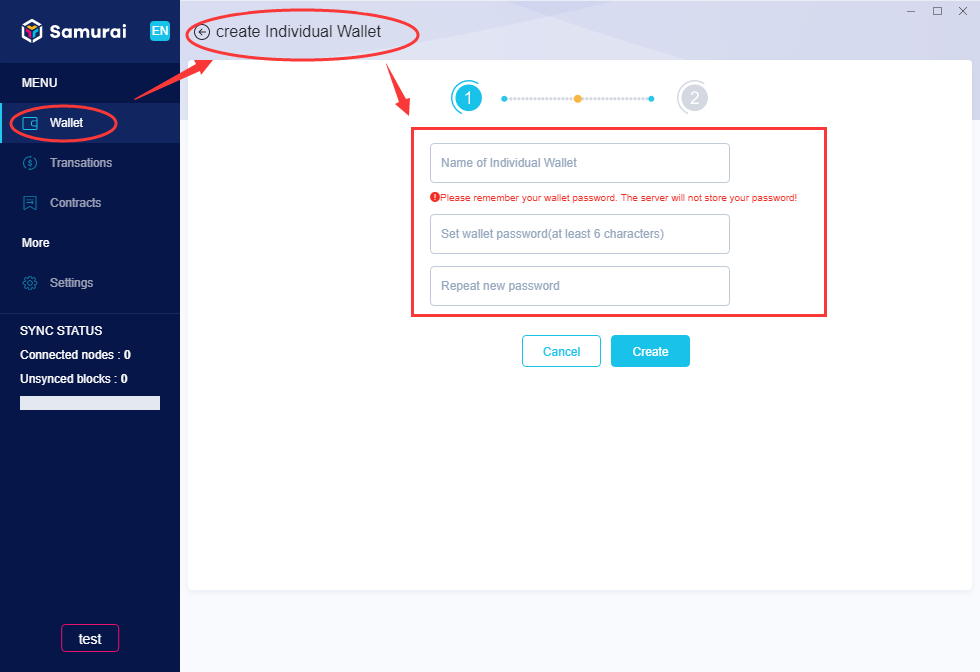 Samurai
EN
MENU
Wallet
Transations
Contracts
More
Settings
SYNC STATUS
Connected nodes : 0
Unsynced blocks : 0
test
create Individual Wallet
1
2
Name of Individual Wallet
Please remember your wallet password. The server will not store your password!
Set wallet password(at least 6 characters)
Repeat new password
Cancel
Create